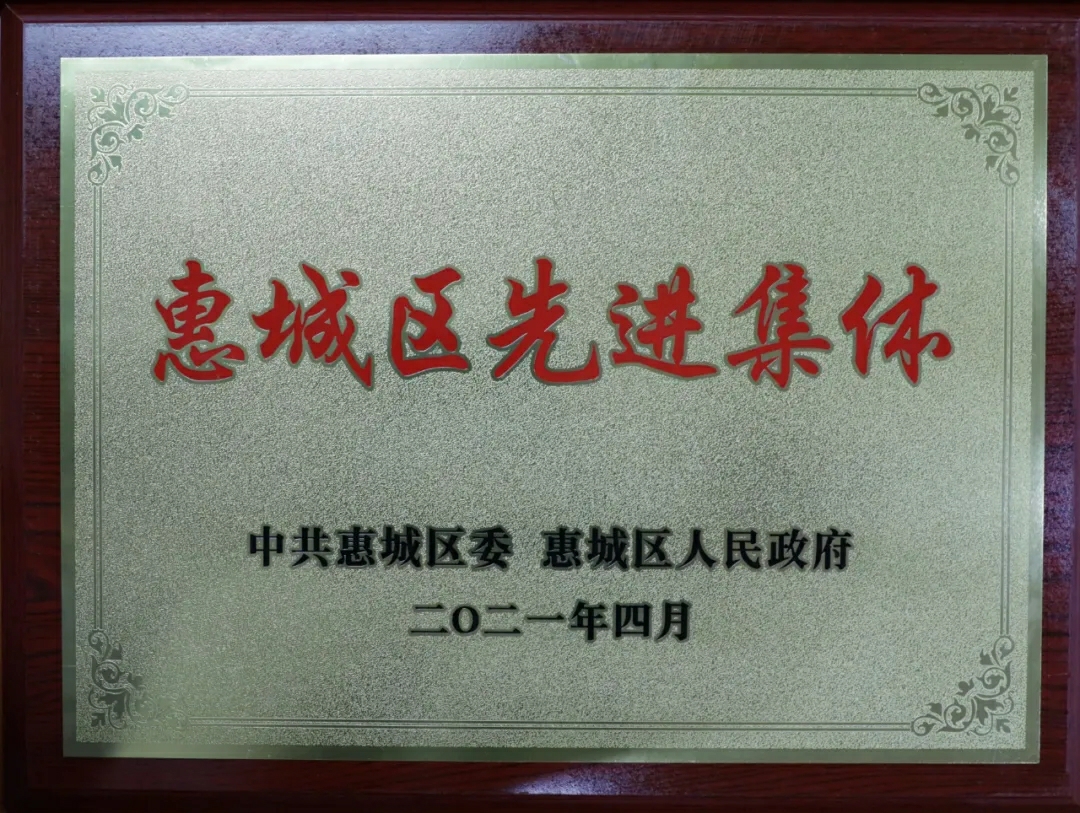 惠城区先进集体
中共惠城区委 惠城区人民政府
二〇二一年四月